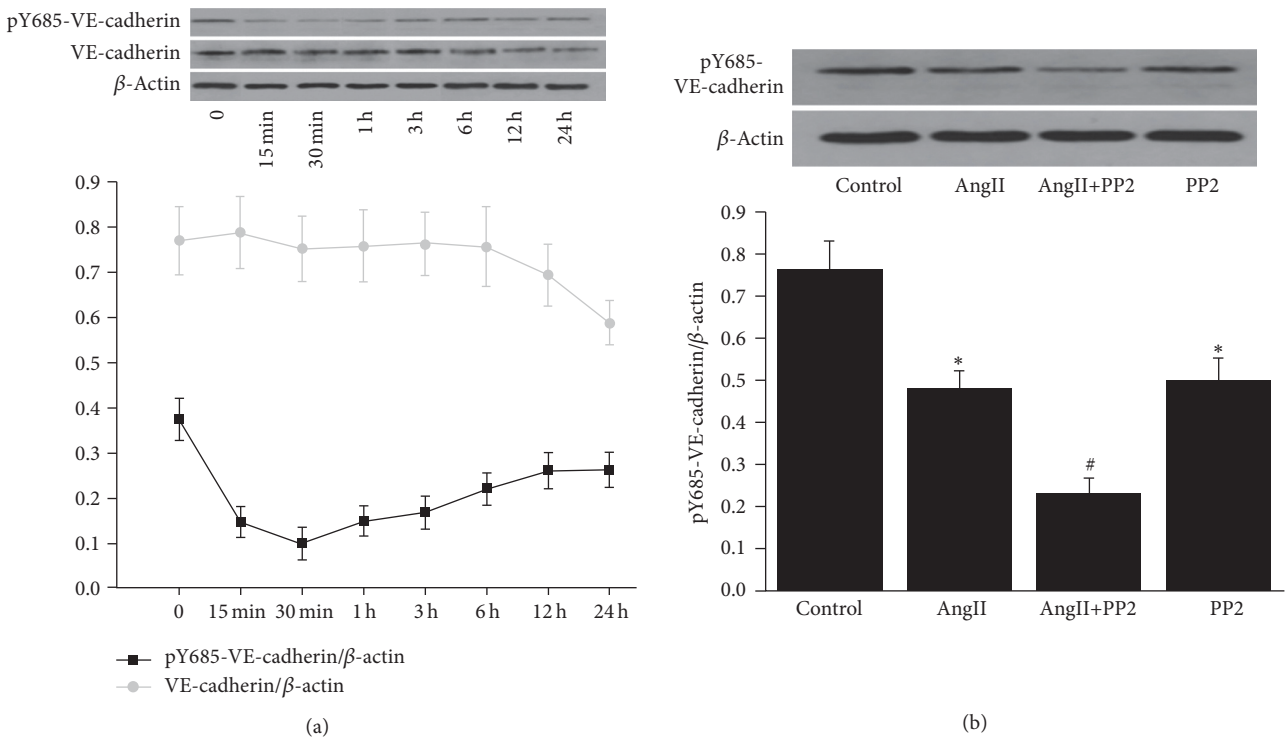 pY685-VE-cadherin
VE-cadherin
β-Actin
0
15 min
30 min
1 h
3 h
6 h
12 h
24 h
0.9
0.8
0.7
0.6
0.5
0.4
0.3
0.2
0.1
0.0
0
15 min
30 min
1 h
3 h
6 h
12 h
24 h
pY685-VE-cadherin/β-actin
VE-cadherin/β-actin
(a)
pY685-
VE-cadherin
β-Actin
Control
AngII
AngII+PP2
PP2
pY685-VE-cadherin/β-actin
0.9
0.8
0.7
0.6
0.5
0.4
0.3
0.2
0.1
0.0
*
#
*
Control
AngII
AngII+PP2
PP2
(b)